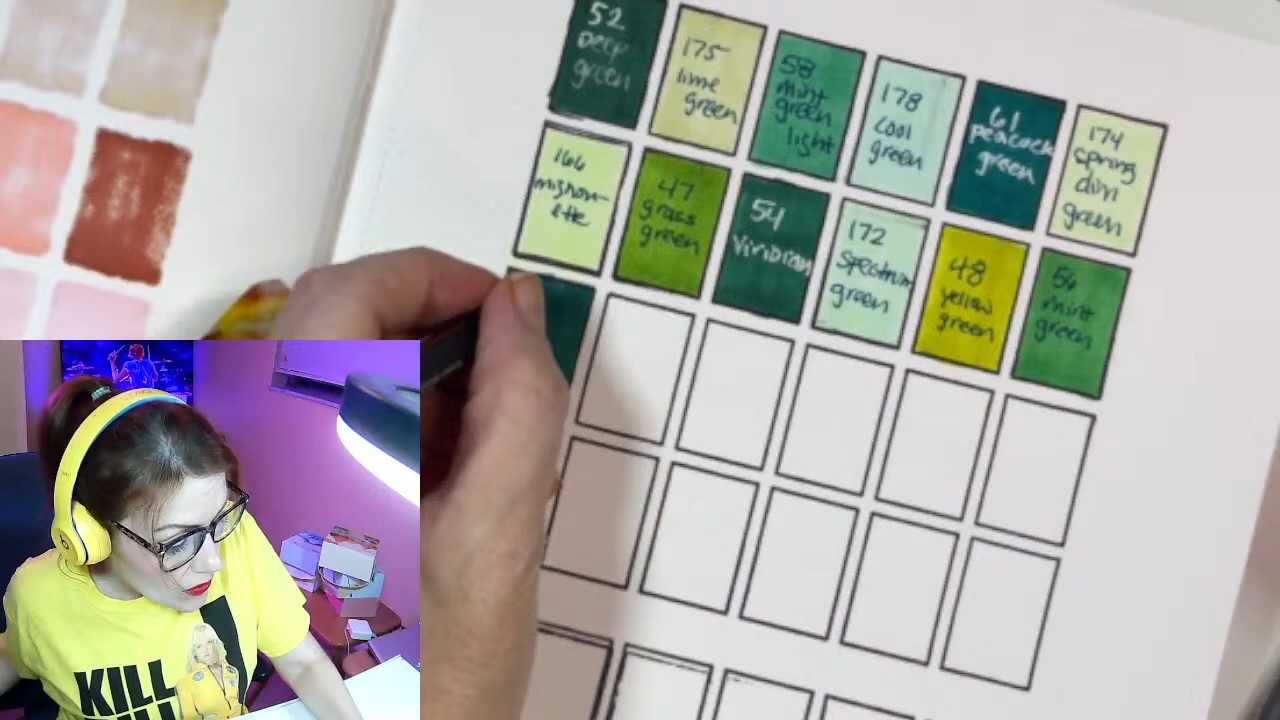 52
Deep
green
175
lime
green
58
mint
green
light
178
cool
green
61
peacock
green
174
spring
dim
green
166
mignon-
ette
47
grass
green
54
Viridian
172
spectrum
green
48
yellow
green
56
mint
green
KILL